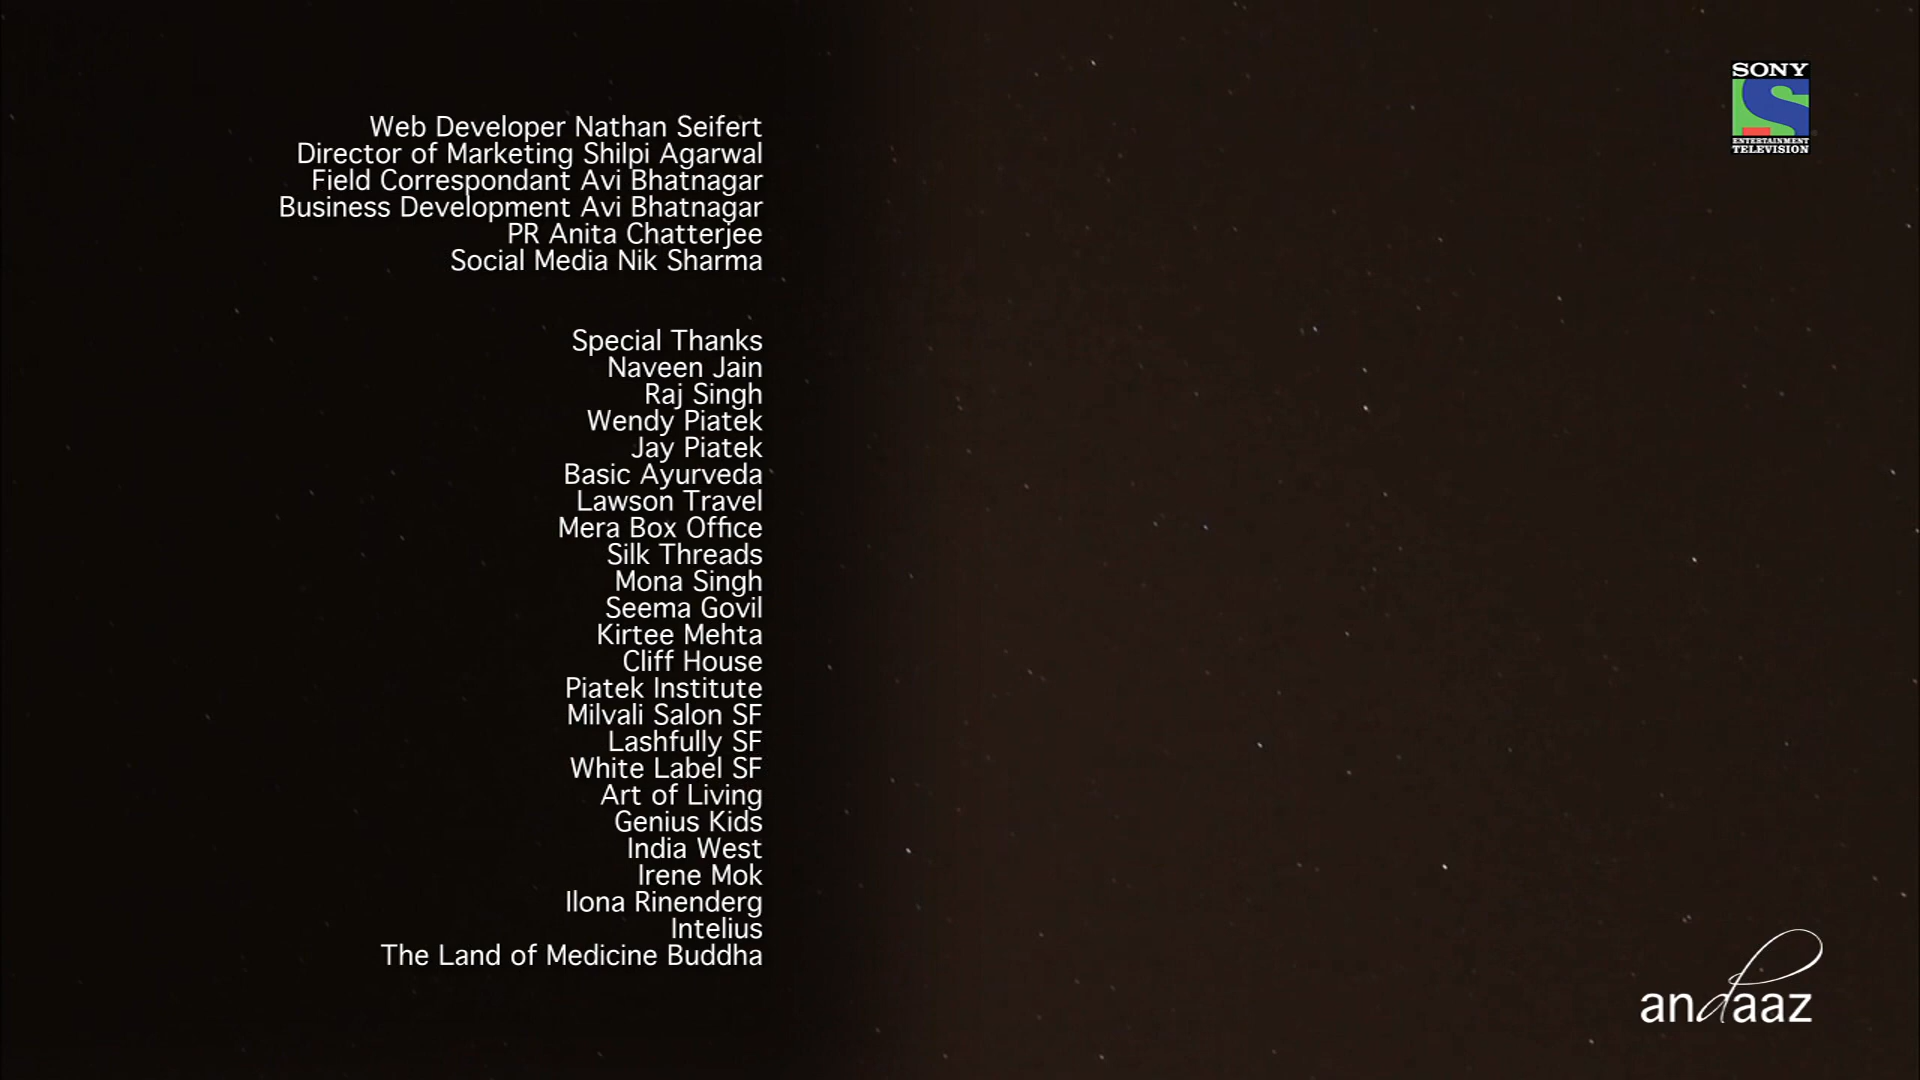 Web Developer Nathan Seifert
Director of Marketing Shilpi Agarwal
Field Correspondant Avi Bhatnagar
Business Development Avi Bhatnagar
PR Anita Chatterjee
Social Media Nik Sharma
Special Thanks
Naveen Jain
Raj Singh
Wendy Piatek
Jay Piatek
Basic Ayurveda
Lawson Travel
Mera Box Office
Silk Threads
Mona Singh
Seema Govil
Kirtee Mehta
Cliff House
Piatek Institute
Milvali Salon SF
Lashfully SF
White Label SF
Art of Living
Genius Kids
India West
Irene Mok
Ilona Rinenderg
Intelius
The Land of Medicine Buddha
SONY
ENTERTAINMENT
TELEVISION
andaaz